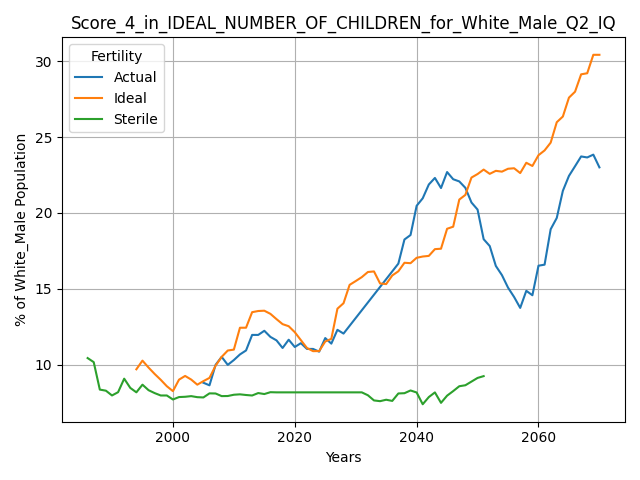 Score_4_in_IDEAL_NUMBER_OF_CHILDREN_for_White_Male_Q2_IQ
Fertility
Actual
Ideal
Sterile
% of White_Male Population
30
25
20
15
10
2000
2020
2040
2060
Years